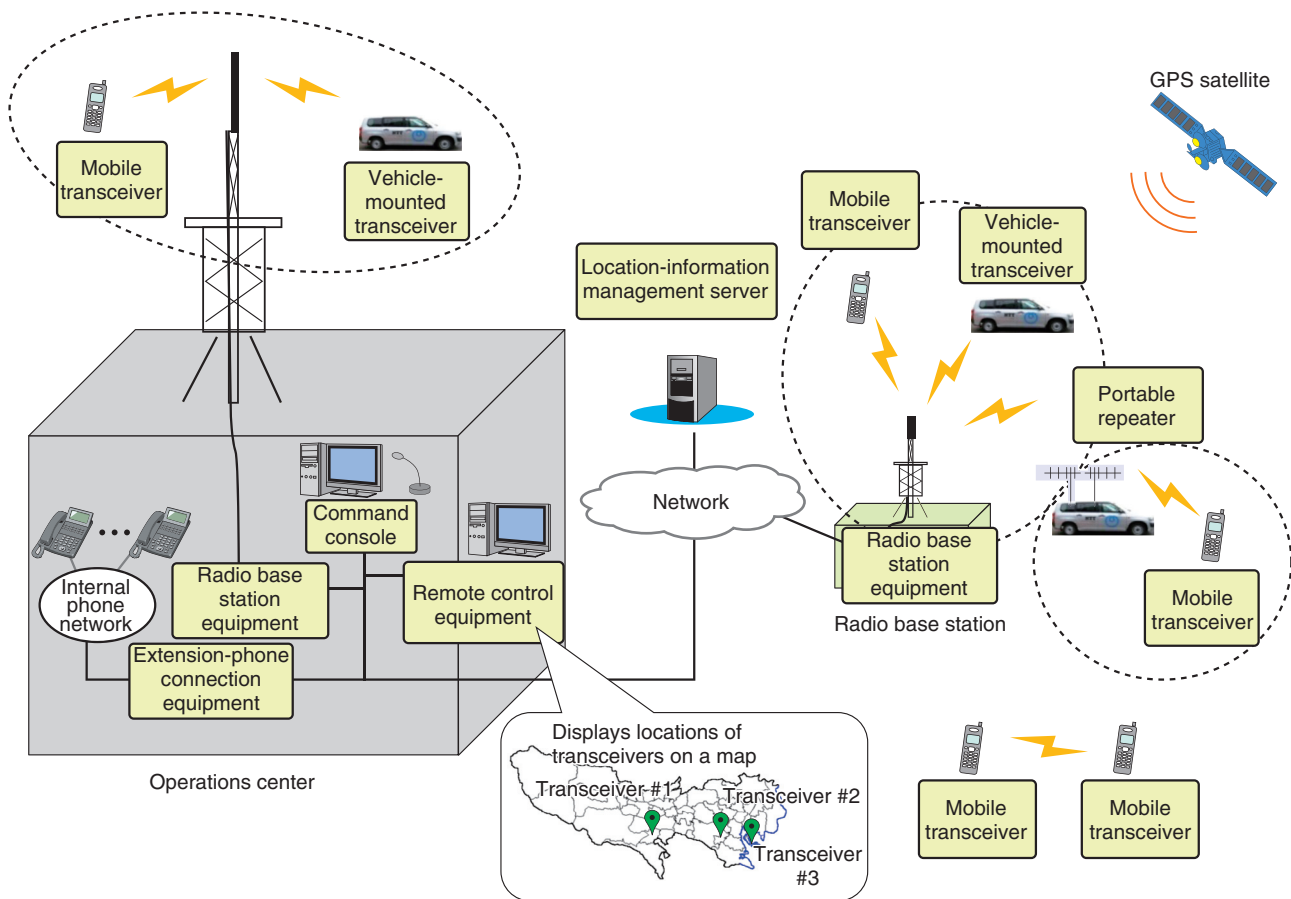 GPS satellite
Mobile
transceiver
Vehicle-
mounted
transceiver
Mobile
transceiver
Vehicle-
mounted
transceiver
Location-information
management server
Portable
repeater
Network
Command
console
Internal
phone
network
Radio base
station
equipment
Remote control
equipment
Extension-phone
connection
equipment
Radio base
station
equipment
Radio base station
Mobile
transceiver
Operations center
Displays locations of
transceivers on a map
Transceiver #1
Transceiver #2
Transceiver
#3
Mobile
transceiver
Mobile
transceiver